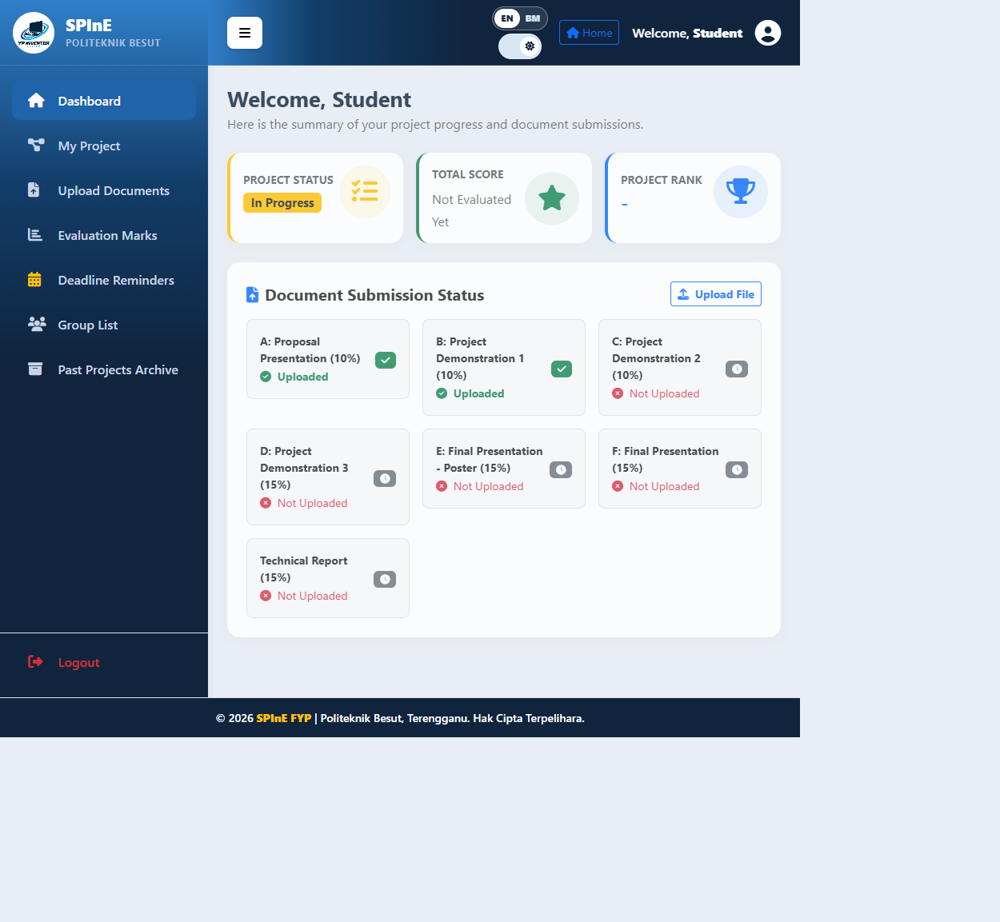 SPInE
POLITEKNIK BESUT
EN BM
Home
Welcome, Student
Dashboard
My Project
Upload Documents
Evaluation Marks
Deadline Reminders
Group List
Past Projects Archive
Logout
Welcome, Student
Here is the summary of your project progress and document submissions.
PROJECT STATUS
In Progress
TOTAL SCORE
Not Evaluated
Yet
PROJECT RANK
-
Document Submission Status
Upload File
A: Proposal
Presentation (10%)
Uploaded
B: Project
Demonstration 1
(10%)
Uploaded
C: Project
Demonstration 2
(10%)
Not Uploaded
D: Project
Demonstration 3
(15%)
Not Uploaded
E: Final Presentation
- Poster (15%)
Not Uploaded
F: Final Presentation
(15%)
Not Uploaded
Technical Report
(15%)
Not Uploaded
© 2026 SPInE FYP | Politeknik Besut, Terengganu. Hak Cipta Terpelihara.